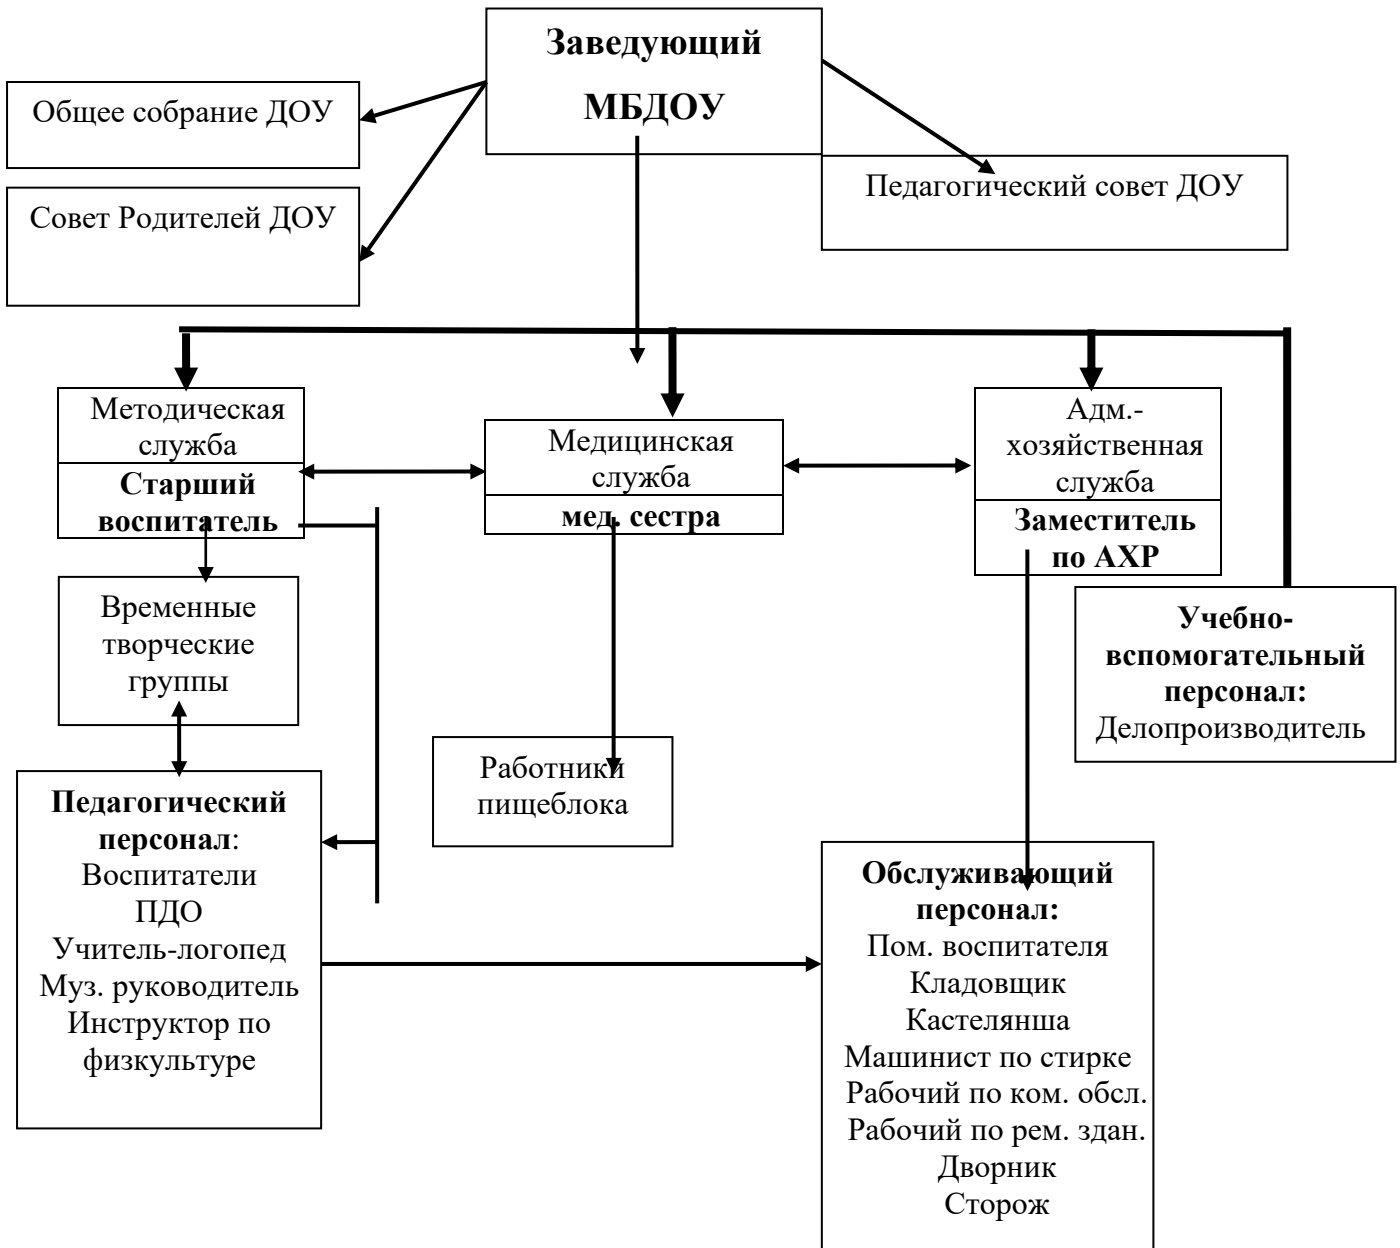 Заведующий
МБДОУ
Общее собрание ДОУ
Совет Родителей ДОУ
Педагогический совет ДОУ
Методическая
служба
Старший
воспитатель
Медицинская
служба
мед. сестра
Адм.-
хозяйственная
служба
Заместитель
по АХР
Временные
творческие
группы
Учебно-
вспомогательный
персонал:
Делопроизводитель
Работники
пищеблока
Педагогический
персонал:
Воспитатели
ПДО
Учитель-логопед
Муз. руководитель
Инструктор по
физкультуре
Обслуживающий
персонал:
Пом. воспитателя
Кладовщик
Кастелянша
Машинист по стирке
Рабочий по ком. обсл.
Рабочий по рем. здан.
Дворник
Сторож